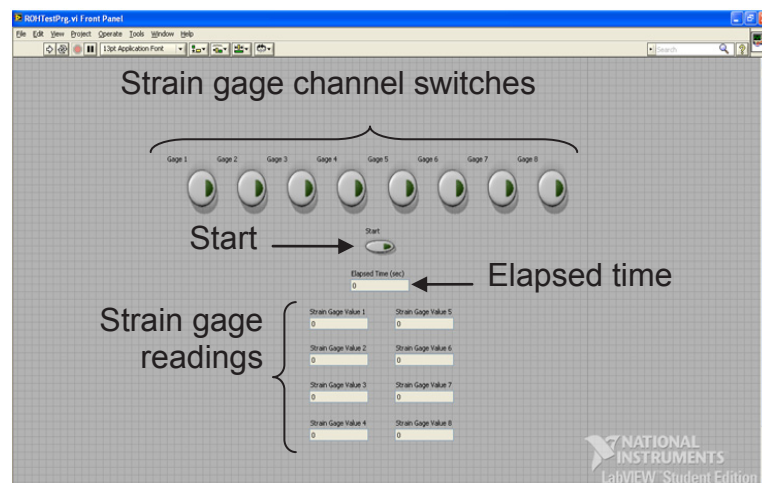 RDHTestPrg.vi Front Panel
File Edit View Project Operate Tools Window Help
13pt Application Font
Search
Strain gage channel switches
Gage 1 Gage 2 Gage 3 Gage 4 Gage 5 Gage 6 Gage 7 Gage 8
Start
Start
Elapsed Time (sec)
0
Elapsed time
Strain gage
readings
Strain Gage Value 1 Strain Gage Value 5
0 0
Strain Gage Value 2 Strain Gage Value 6
0 0
Strain Gage Value 3 Strain Gage Value 7
0 0
Strain Gage Value 4 Strain Gage Value 8
0 0
NATIONAL
INSTRUMENTS
LabVIEW Student Edition